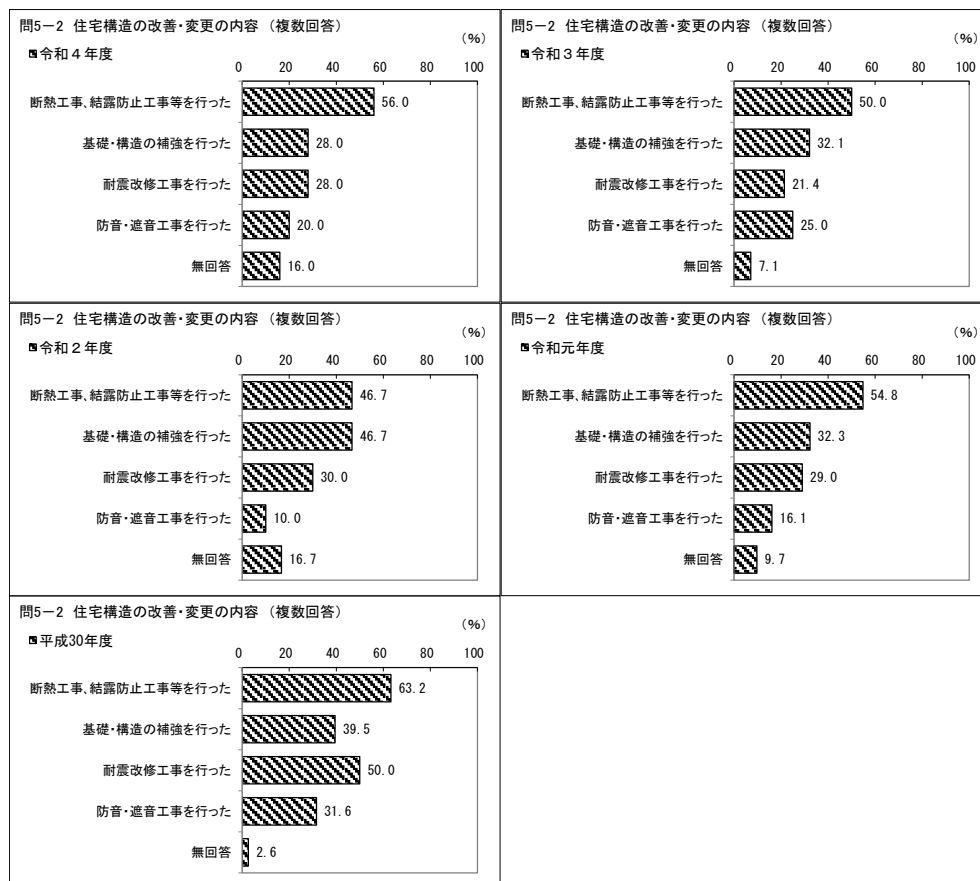 問5－2 住宅構造の改善・変更の内容 （複数回答）
（％）
令和４年度
0 20 40 60 80 100
断熱工事、結露防止工事等を行った 56.0
基礎・構造の補強を行った 28.0
耐震改修工事を行った 28.0
防音・遮音工事を行った 20.0
無回答 16.0
問5－2 住宅構造の改善・変更の内容 （複数回答）
（％）
令和３年度
0 20 40 60 80 100
断熱工事、結露防止工事等を行った 50.0
基礎・構造の補強を行った 32.1
耐震改修工事を行った 21.4
防音・遮音工事を行った 25.0
無回答 7.1
問5－2 住宅構造の改善・変更の内容 （複数回答）
（％）
令和２年度
0 20 40 60 80 100
断熱工事、結露防止工事等を行った 46.7
基礎・構造の補強を行った 46.7
耐震改修工事を行った 30.0
防音・遮音工事を行った 10.0
無回答 16.7
問5－2 住宅構造の改善・変更の内容 （複数回答）
（％）
令和元年度
0 20 40 60 80 100
断熱工事、結露防止工事等を行った 54.8
基礎・構造の補強を行った 32.3
耐震改修工事を行った 29.0
防音・遮音工事を行った 16.1
無回答 9.7
問5－2 住宅構造の改善・変更の内容 （複数回答）
（％）
平成30年度
0 20 40 60 80 100
断熱工事、結露防止工事等を行った 63.2
基礎・構造の補強を行った 39.5
耐震改修工事を行った 50.0
防音・遮音工事を行った 31.6
無回答 2.6